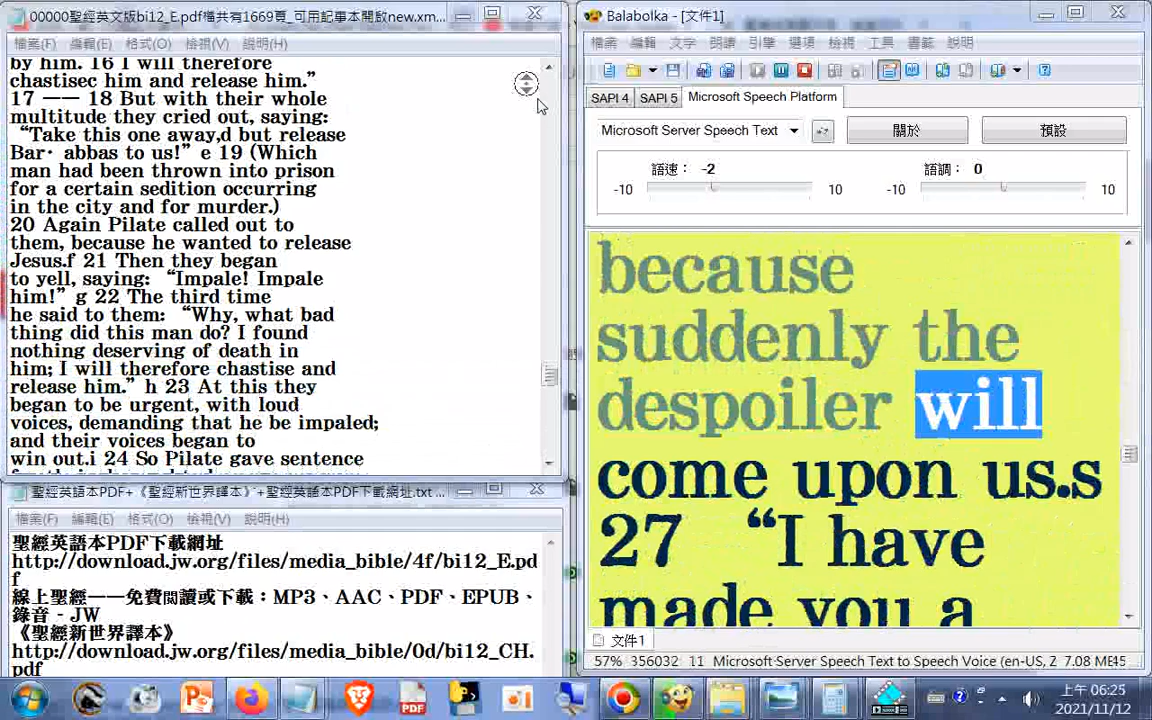 00000聖經英文版bi12_E.pdf檔共有1669頁_可用記事本開啟new.xm...
檔案(F) 編輯(E) 格式(O) 檢視(V) 說明(H)
by him. 16 I will therefore
chastisec him and release him.”
17 —— 18 But with their whole
multitude they cried out, saying:
“Take this one away,d but release
Bar· abbas to us!” e 19 (Which
man had been thrown into prison
for a certain sedition occurring
in the city and for murder.)
20 Again Pilate called out to
them, because he wanted to release
Jesus.f 21 Then they began
to yell, saying: “Impale! Impale
him!” g 22 The third time
he said to them: “Why, what bad
thing did this man do? I found
nothing deserving of death in
him; I will therefore chastise and
release him.” h 23 At this they
began to be urgent, with loud
voices, demanding that he be impaled;
and their voices began to
win out.i 24 So Pilate gave sentence
聖經英語本PDF+《聖經新世界譯本》+聖經英語本PDF下載網址.txt ...
檔案(F) 編輯(E) 格式(O) 檢視(V) 說明(H)
聖經英語本PDF下載網址
http://download.jw.org/files/media_bible/4f/bi12_E.pd
f
線上聖經——免費閱讀或下載：MP3、AAC、PDF、EPUB、
錄音 - JW
《聖經新世界譯本》
http://download.jw.org/files/media_bible/0d/bi12_CH.
pdf
Balabolka - [文件1]
檔案 編輯 文字 朗讀 引擎 選項 檢視 工具 書籤 說明
SAPI 4 SAPI 5 Microsoft Speech Platform
Microsoft Server Speech Text 關於 預設
語速： -2 語調： 0
-10 10 -10 10
because
suddenly the
despoiler will
come upon us.s
27 “I have
made you a
文件1
57% 356032 11 Microsoft Server Speech Text to Speech Voice (en-US, 2 7.08 ME45
上午 06:25
2021/11/12